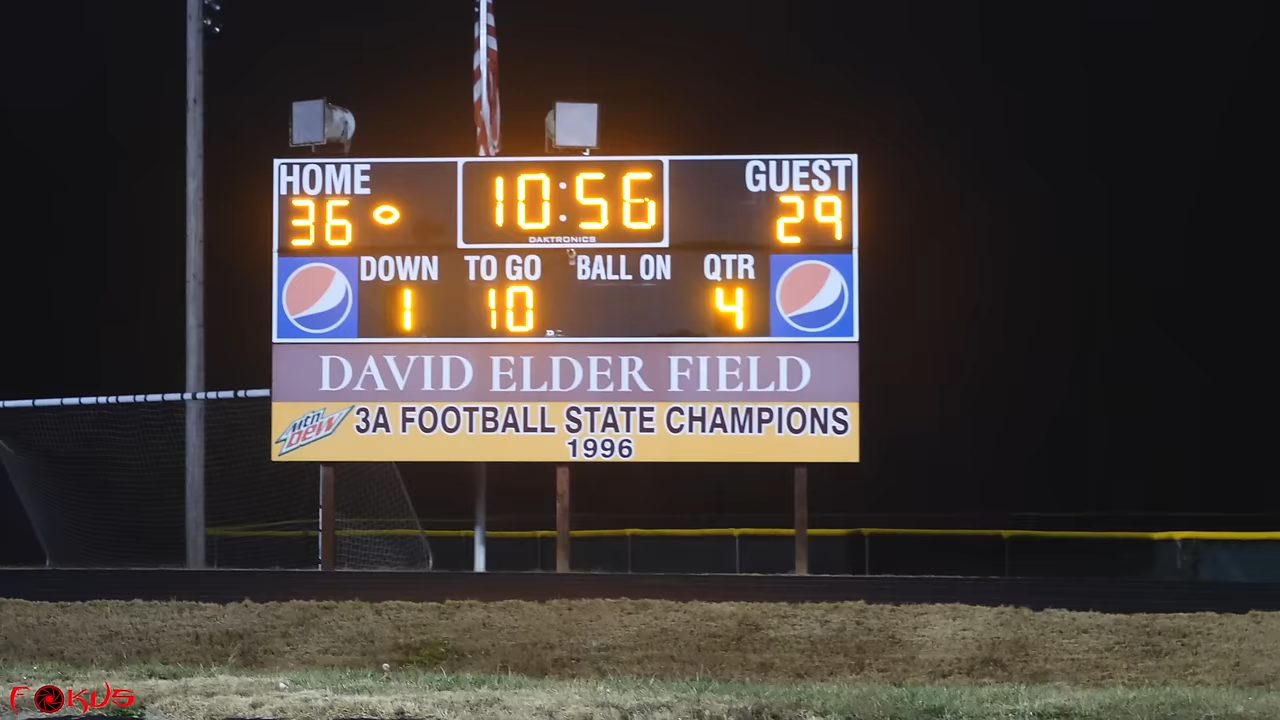 HOME
10:56
GUEST
36
29
DAKTRONICS
DOWN
TO GO
BALL ON
QTR
1
10
4
DAVID ELDER FIELD
Mtn Dew
3A FOOTBALL STATE CHAMPIONS
1996
FOKUS